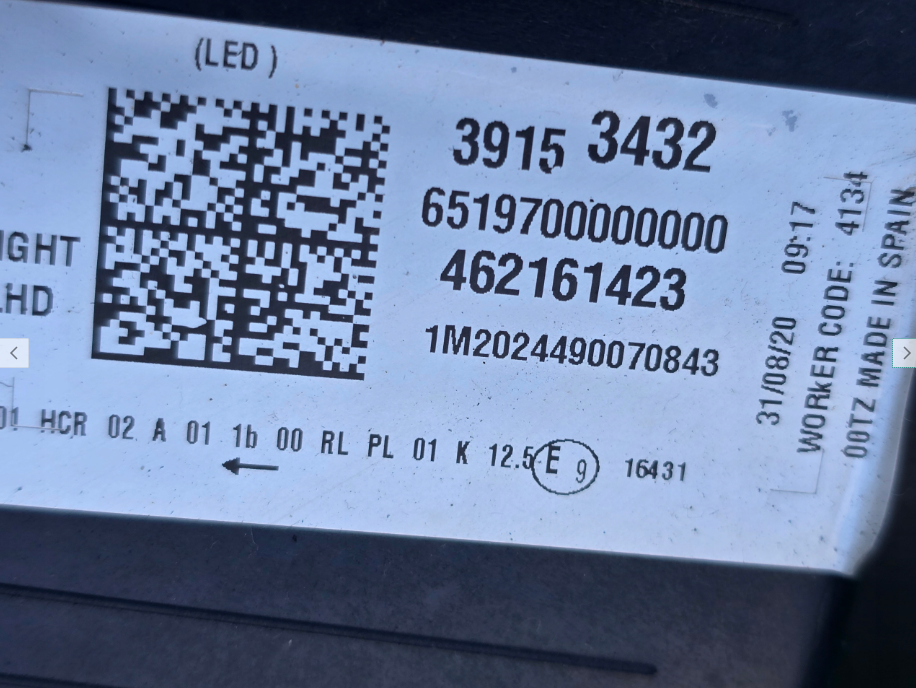 (LED )
3915 3432
6519700000000
462161423
1M2024490070843
IGHT
LHD
01 HCR 02 A 01 1b 00 RL PL 01 K 12.5 E 9 16431
31/08/20 09:17
WORKER CODE: 4134
00TZ MADE IN SPAIN